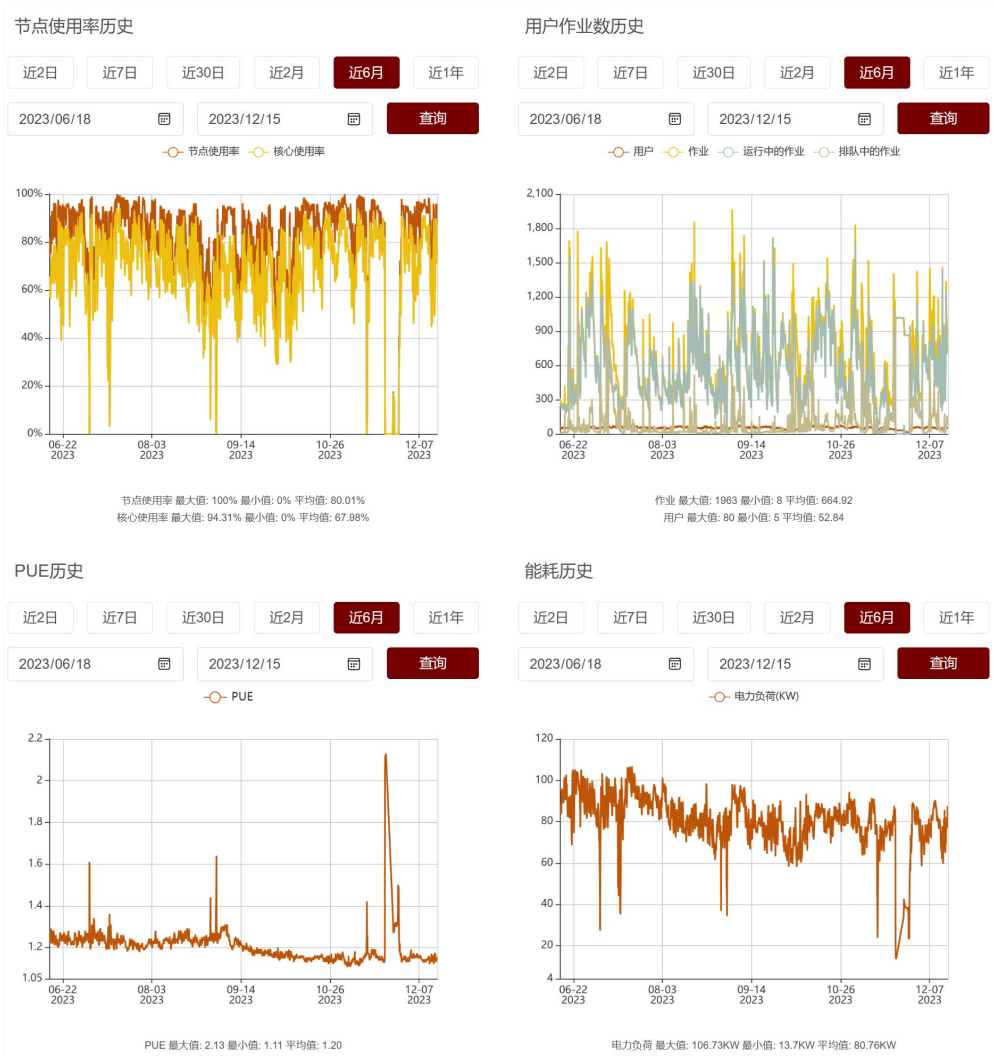 节点使用率历史
近2日 近7日 近30日 近2月 近6月 近1年
2023/06/18 2023/12/15 查询
节点使用率 核心使用率
100%
80%
60%
40%
20%
0%
06-22 2023 08-03 2023 09-14 2023 10-26 2023 12-07 2023
节点使用率 最大值: 100% 最小值: 0% 平均值: 80.01%
核心使用率 最大值: 94.31% 最小值: 0% 平均值: 67.98%
用户作业数历史
近2日 近7日 近30日 近2月 近6月 近1年
2023/06/18 2023/12/15 查询
用户 作业 运行中的作业 排队中的作业
2,100
1,800
1,500
1,200
900
600
300
0
06-22 2023 08-03 2023 09-14 2023 10-26 2023 12-07 2023
作业 最大值: 1963 最小值: 8 平均值: 664.92
用户 最大值: 80 最小值: 5 平均值: 52.84
PUE历史
近2日 近7日 近30日 近2月 近6月 近1年
2023/06/18 2023/12/15 查询
PUE
2.2
2
1.8
1.6
1.4
1.2
1.05
06-22 2023 08-03 2023 09-14 2023 10-26 2023 12-07 2023
PUE 最大值: 2.13 最小值: 1.11 平均值: 1.20
能耗历史
近2日 近7日 近30日 近2月 近6月 近1年
2023/06/18 2023/12/15 查询
电力负荷(KW)
120
100
80
60
40
20
4
06-22 2023 08-03 2023 09-14 2023 10-26 2023 12-07 2023
电力负荷 最大值: 106.73KW 最小值: 13.7KW 平均值: 80.76KW